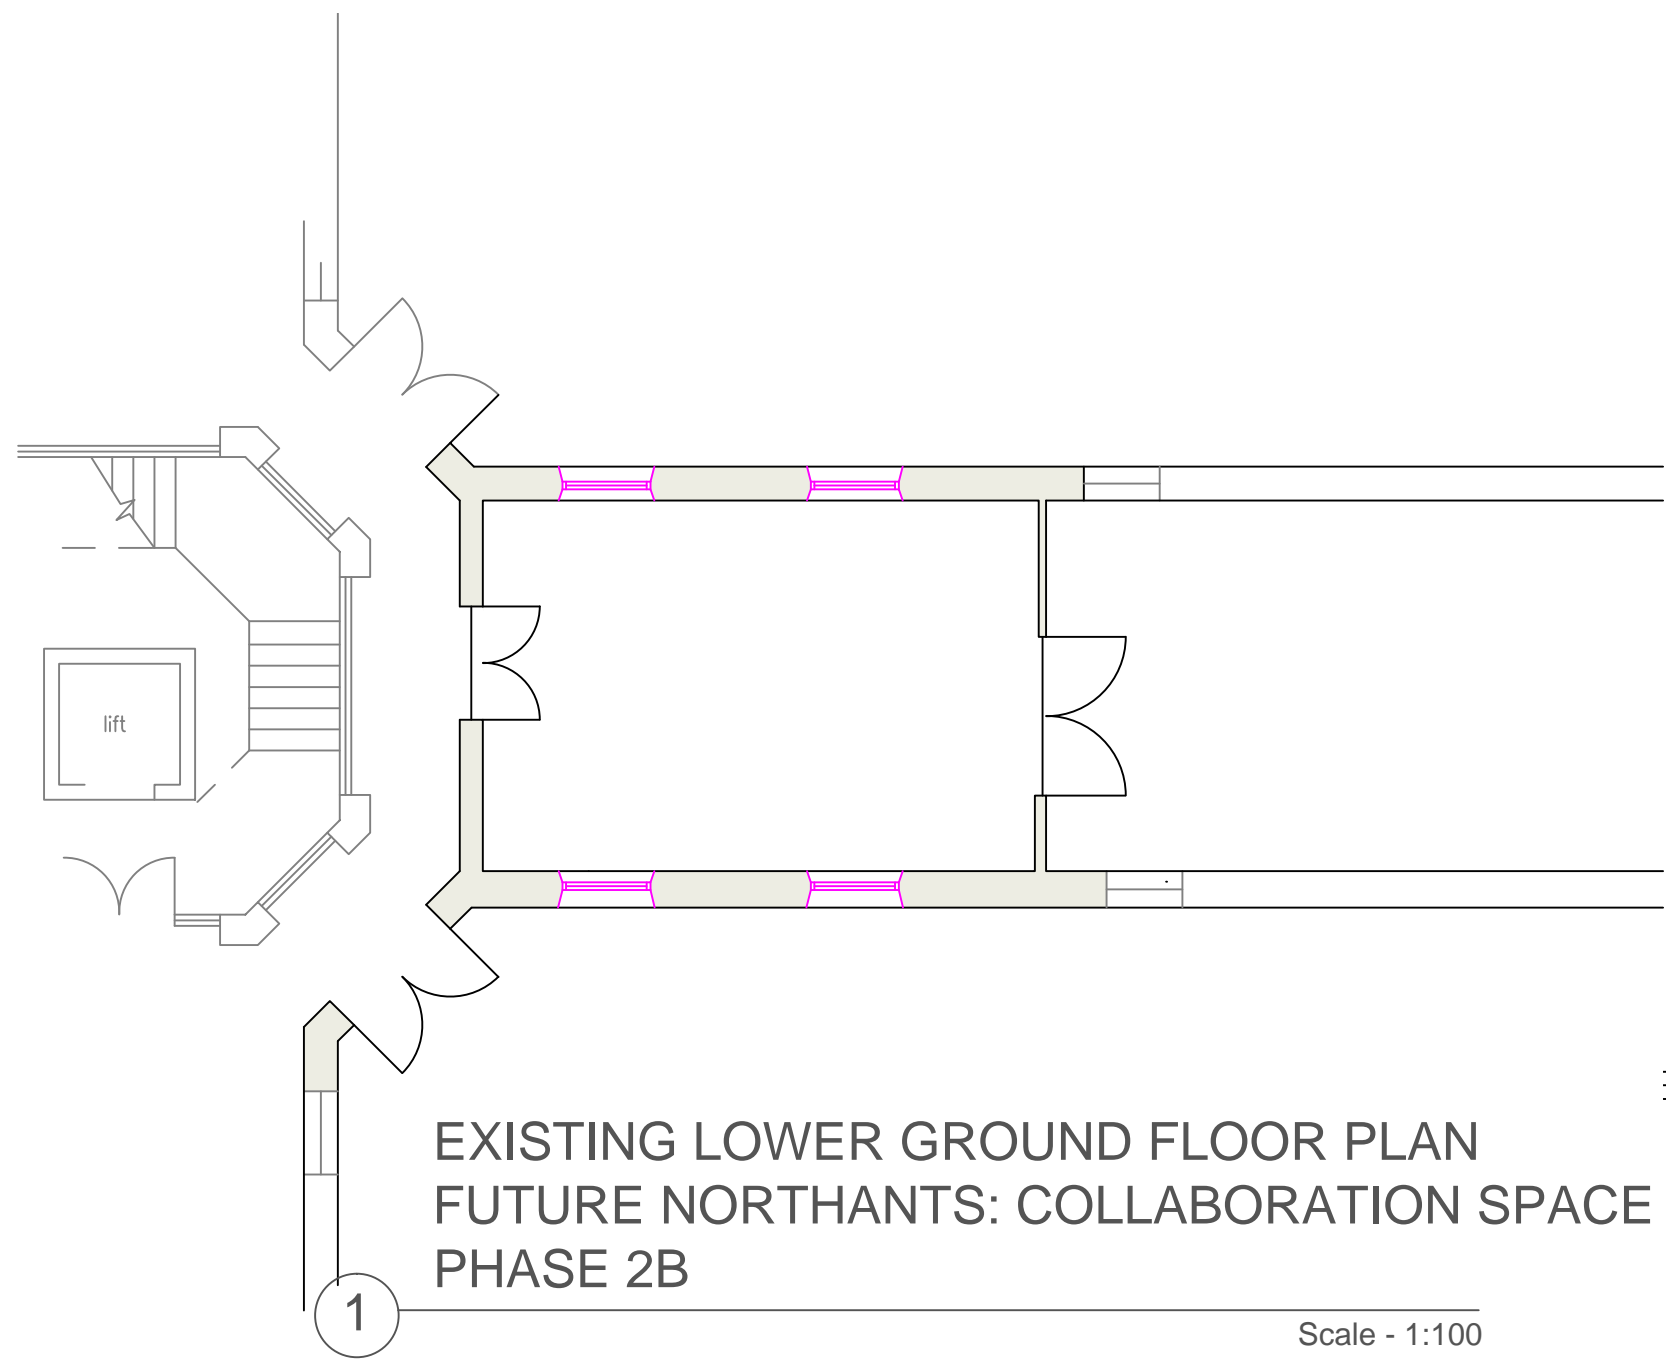 lift
EXISTING LOWER GROUND FLOOR PLAN
FUTURE NORTHANTS: COLLABORATION SPACE
PHASE 2B
1
Scale - 1:100